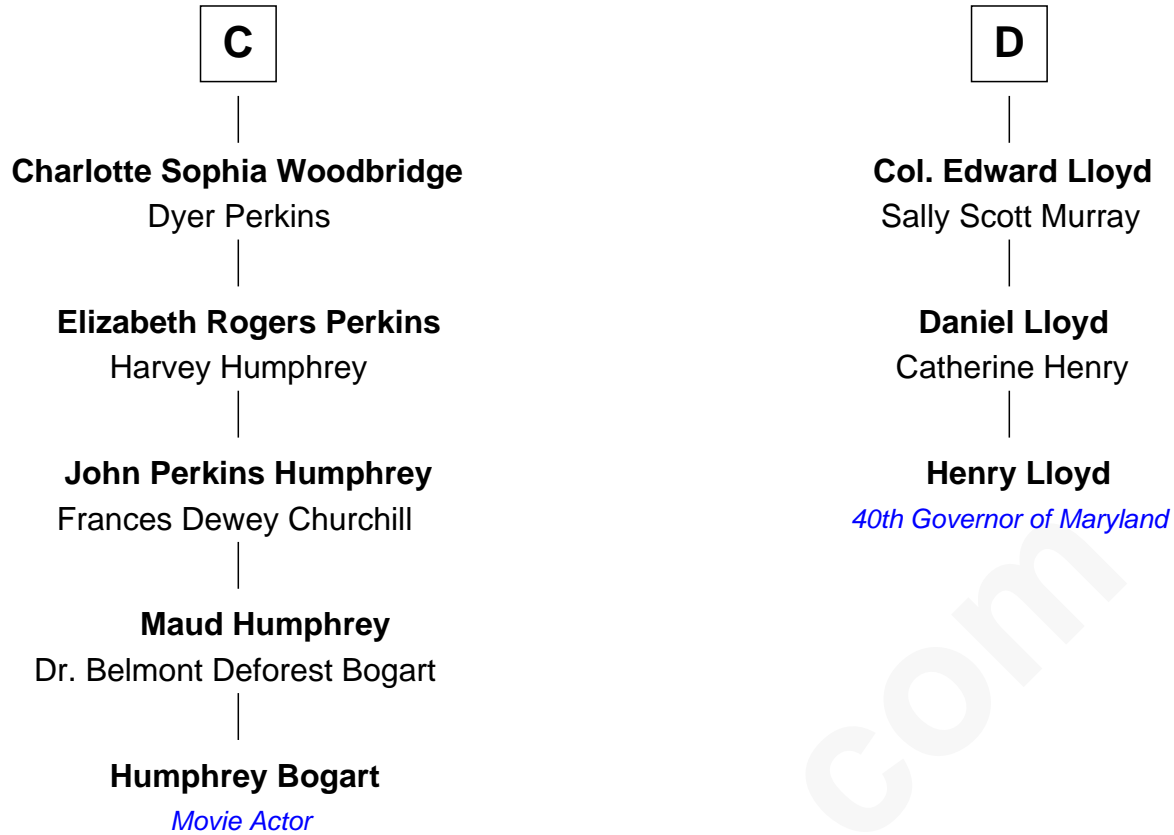 C
Charlotte Sophia Woodbridge
Dyer Perkins
Elizabeth Rogers Perkins
Harvey Humphrey
John Perkins Humphrey
Frances Dewey Churchill
Maud Humphrey
Dr. Belmont Deforest Bogart
Humphrey Bogart
Movie Actor
D
Col. Edward Lloyd
Sally Scott Murray
Daniel Lloyd
Catherine Henry
Henry Lloyd
40th Governor of Maryland
com